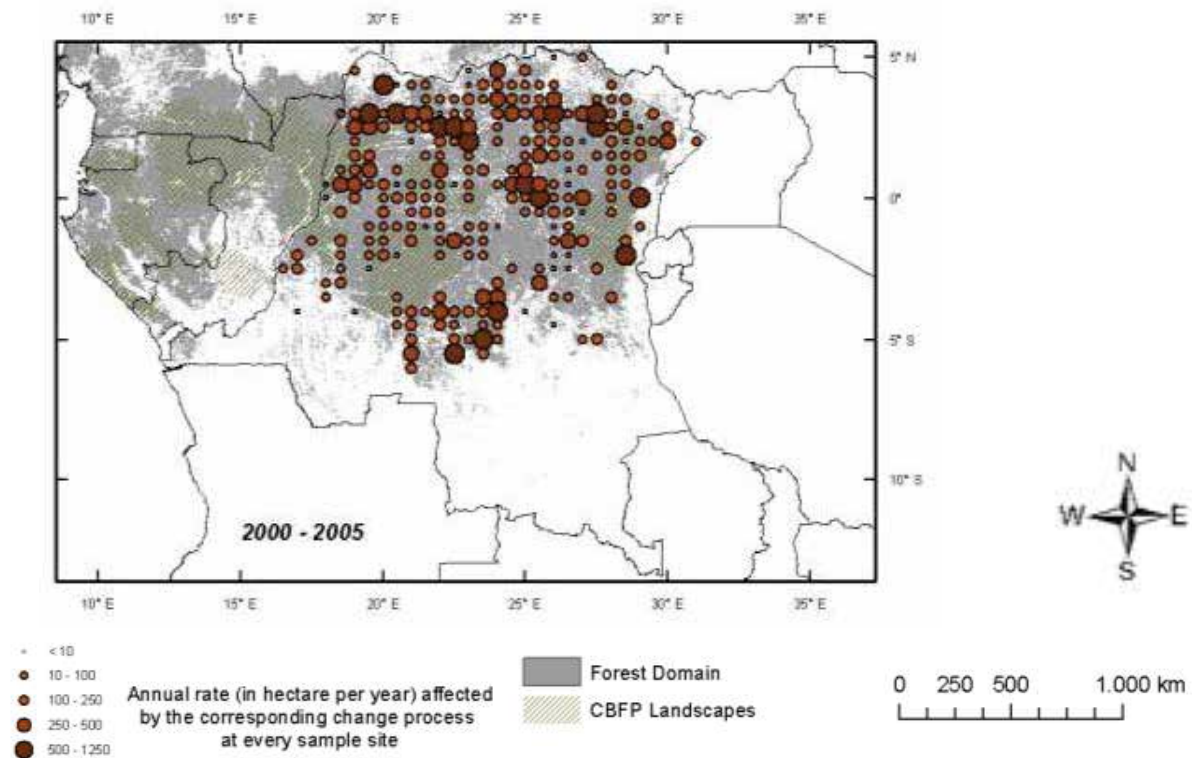 10° E 15° E 20° E 25° E 30° E 35° E
5° N
0°
5° S
10° S
2000 - 2005
10° E 15° E 20° E 25° E 30° E 35° E
N
W E
S
< 10
10 - 100
100 - 250
250 - 500
500 - 1250
Annual rate (in hectare per year) affected
by the corresponding change process
at every sample site
Forest Domain
CBFP Landscapes
0 250 500 1.000 km